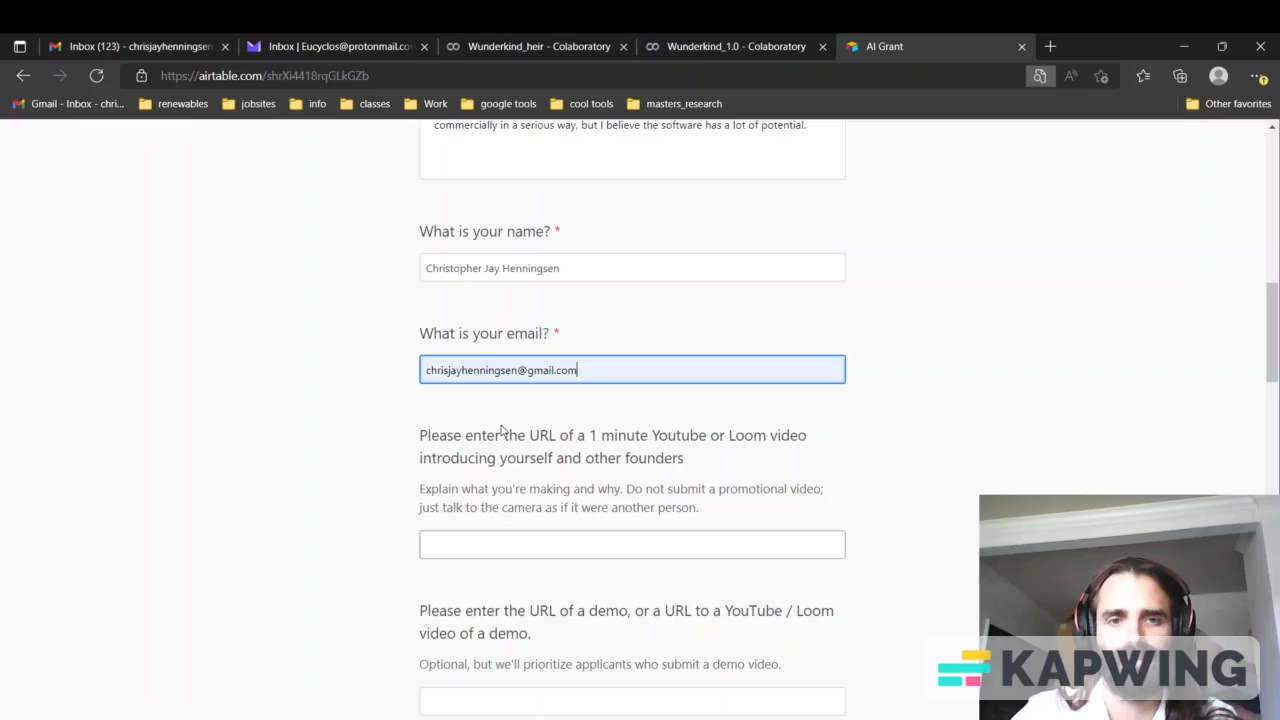 Inbox (123) - chrisjayhenningsen
Inbox | Eucyclos@protonmail.co
Wunderkind_heir - Colaboratory
Wunderkind_1.0 - Colaboratory
AI Grant
https://airtable.com/shrXi4418rqGLkGZb
Gmail - Inbox - chri...
renewables
jobsites
info
classes
Work
google tools
cool tools
masters_research
Other favorites
commercially in a serious way, but I believe the software has a lot of potential.
What is your name? *
Christopher Jay Henningsen
What is your email? *
chrisjayhenningsen@gmail.com
Please enter the URL of a 1 minute Youtube or Loom video
introducing yourself and other founders
Explain what you're making and why. Do not submit a promotional video;
just talk to the camera as if it were another person.
Please enter the URL of a demo, or a URL to a YouTube / Loom
video of a demo.
Optional, but we'll prioritize applicants who submit a demo video.
KAPWING